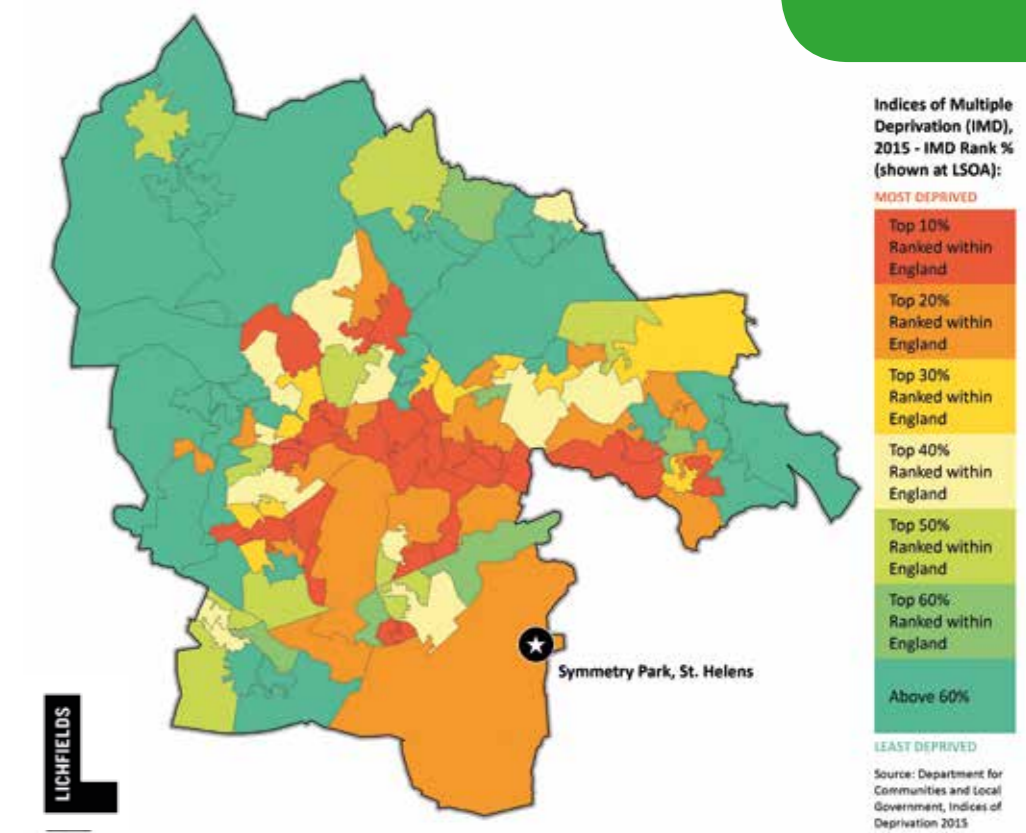 Indices of Multiple
Deprivation (IMD),
2015 - IMD Rank %
(shown at LSOA):
MOST DEPRIVED
Top 10%
Ranked within
England
Top 20%
Ranked within
England
Top 30%
Ranked within
England
Top 40%
Ranked within
England
Top 50%
Ranked within
England
Top 60%
Ranked within
England
Above 60%
LEAST DEPRIVED
Source: Department for
Communities and Local
Government, Indices of
Deprivation 2015
Symmetry Park, St. Helens
LICHFIELDS